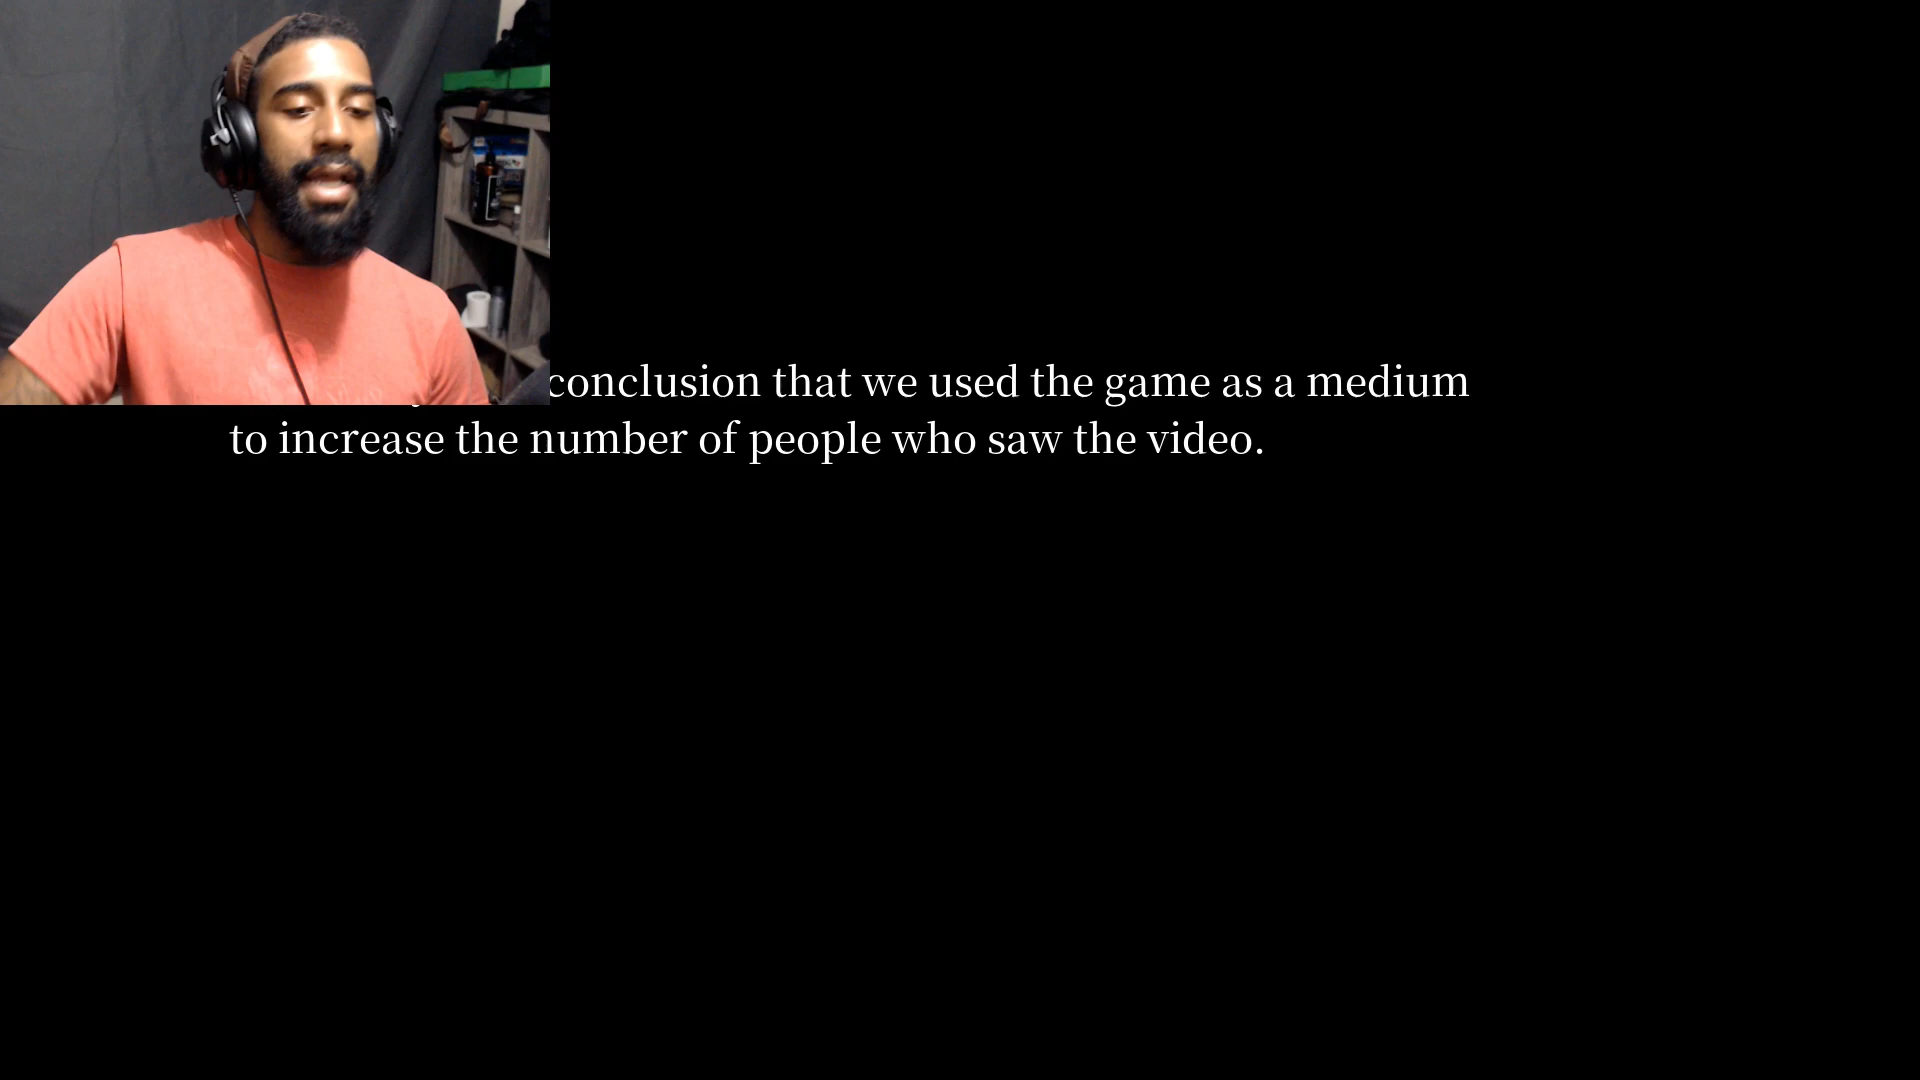 conclusion that we used the game as a medium
to increase the number of people who saw the video.